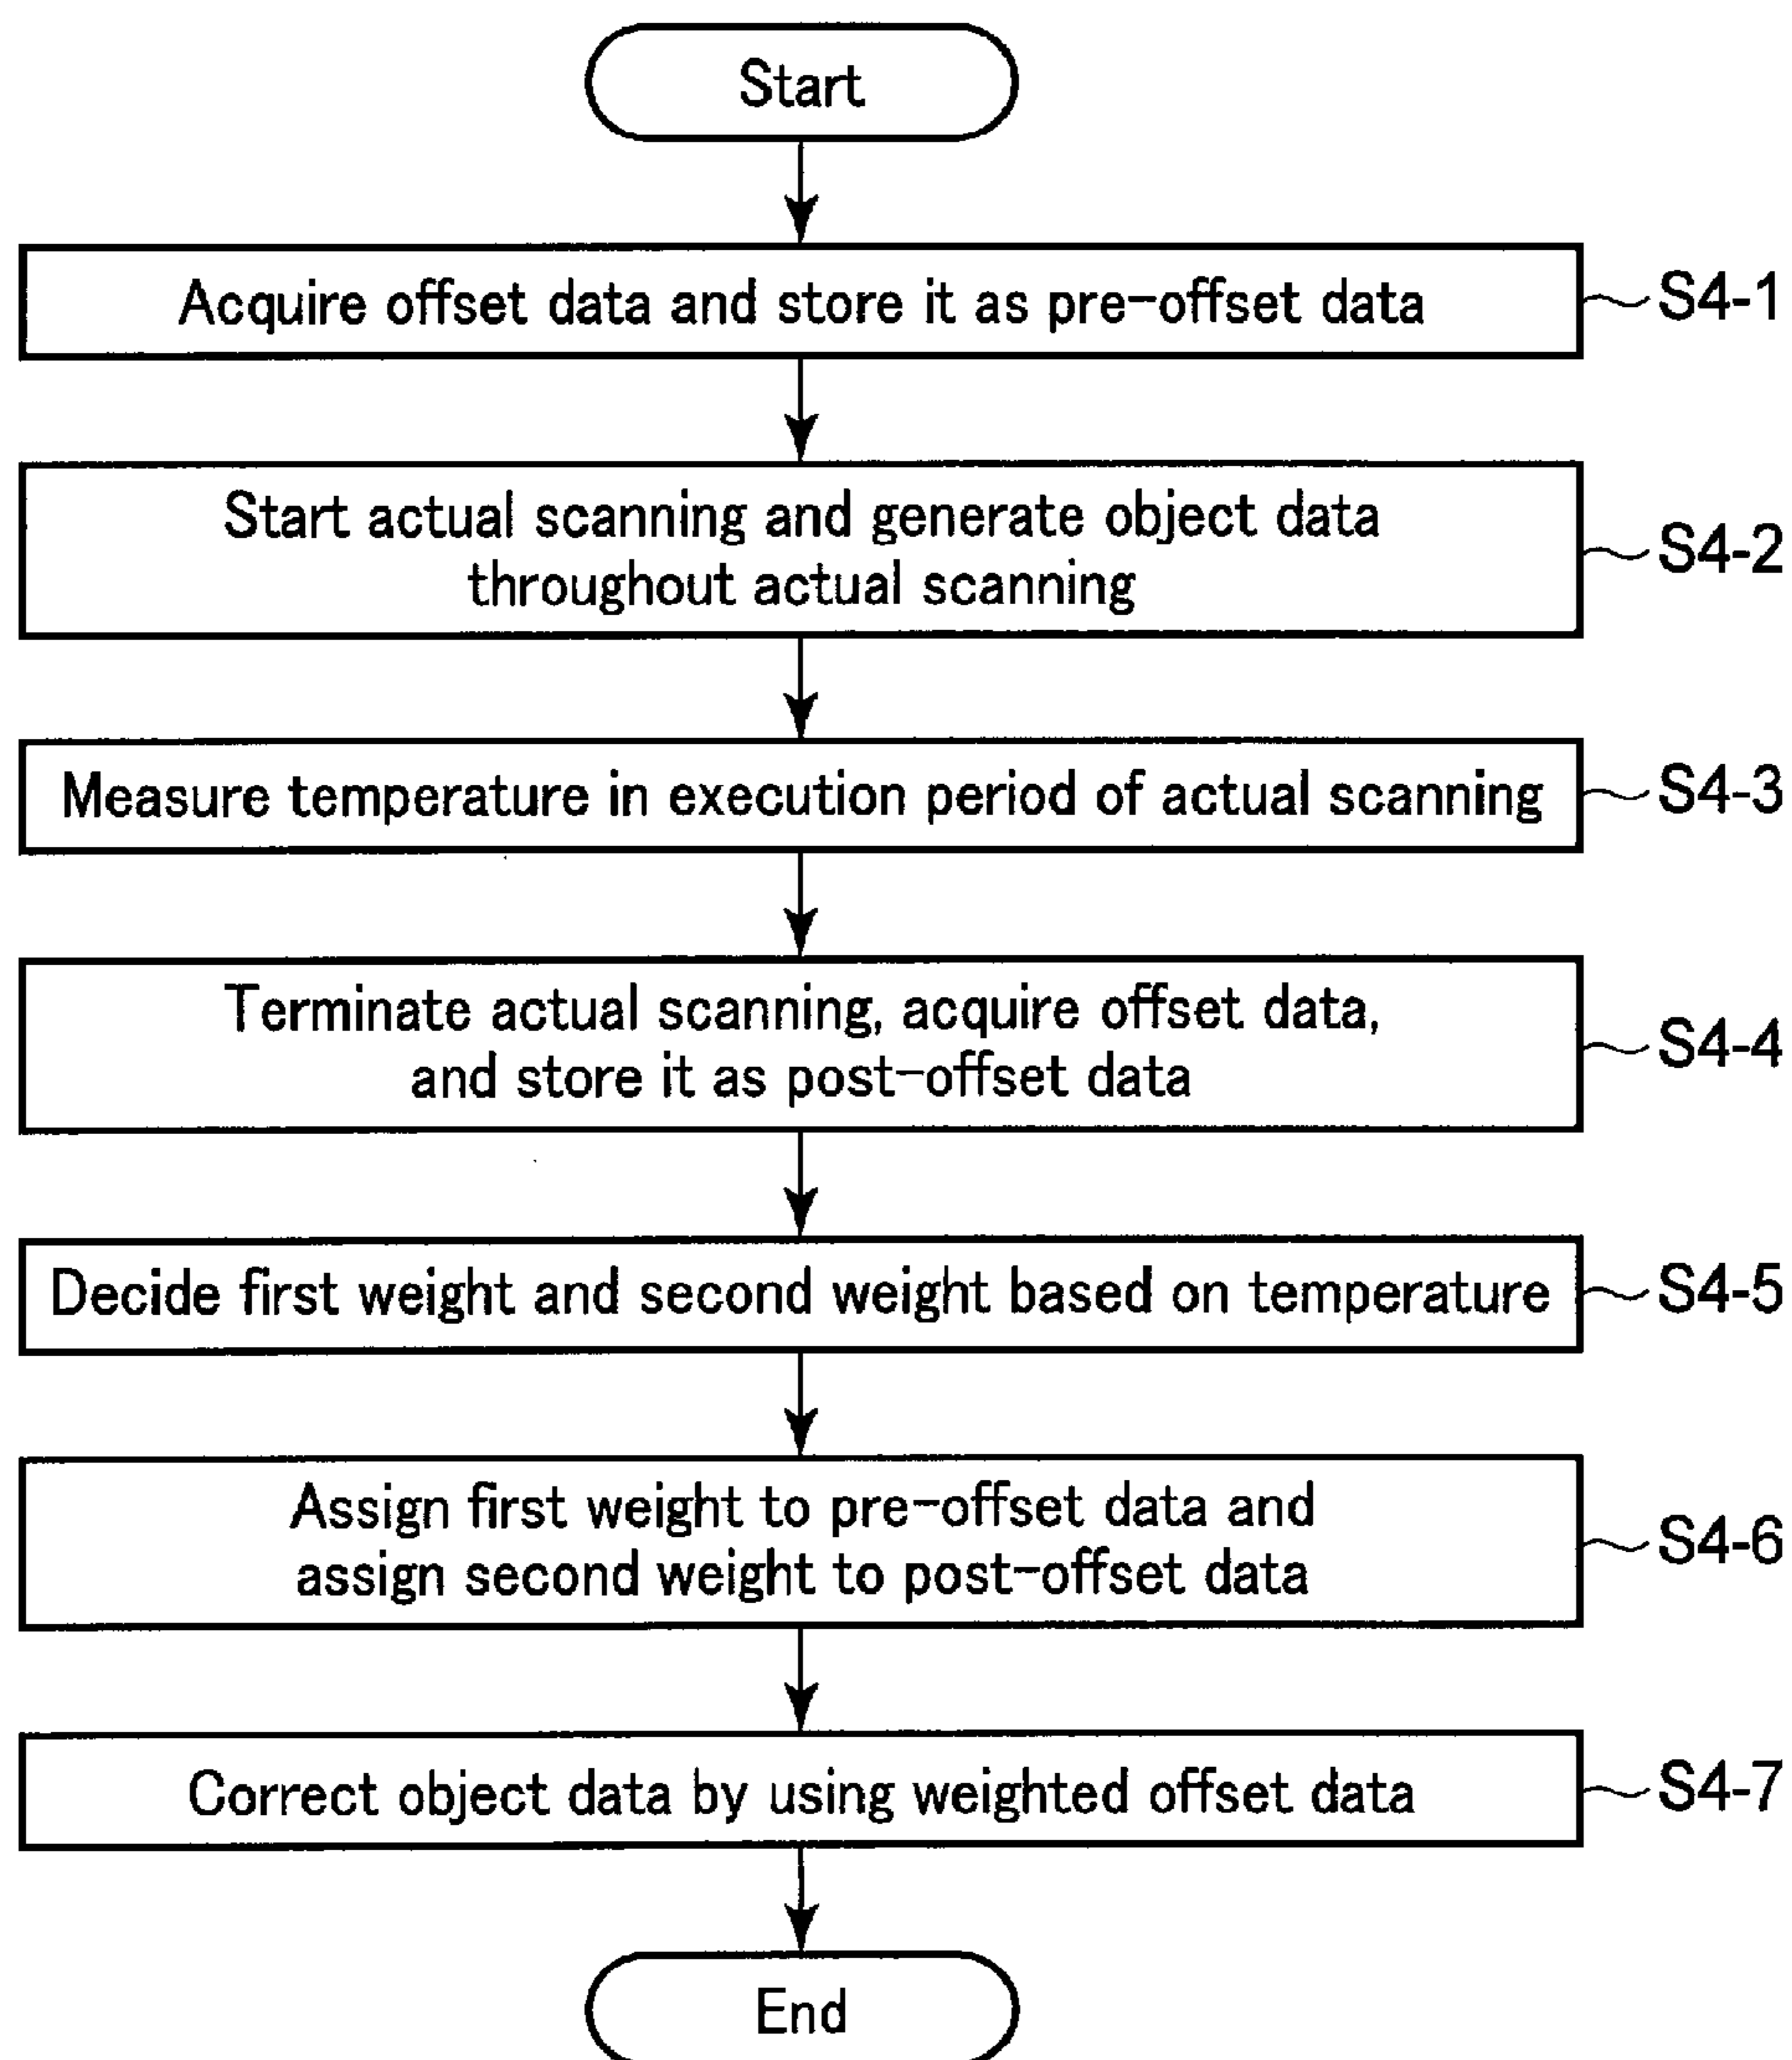 Start
Acquire offset data and store it as pre-offset data
S4-1
Start actual scanning and generate object data
throughout actual scanning
S4-2
Measure temperature in execution period of actual scanning
S4-3
Terminate actual scanning, acquire offset data,
and store it as post-offset data
S4-4
Decide first weight and second weight based on temperature
S4-5
Assign first weight to pre-offset data and
assign second weight to post-offset data
S4-6
Correct object data by using weighted offset data
S4-7
End